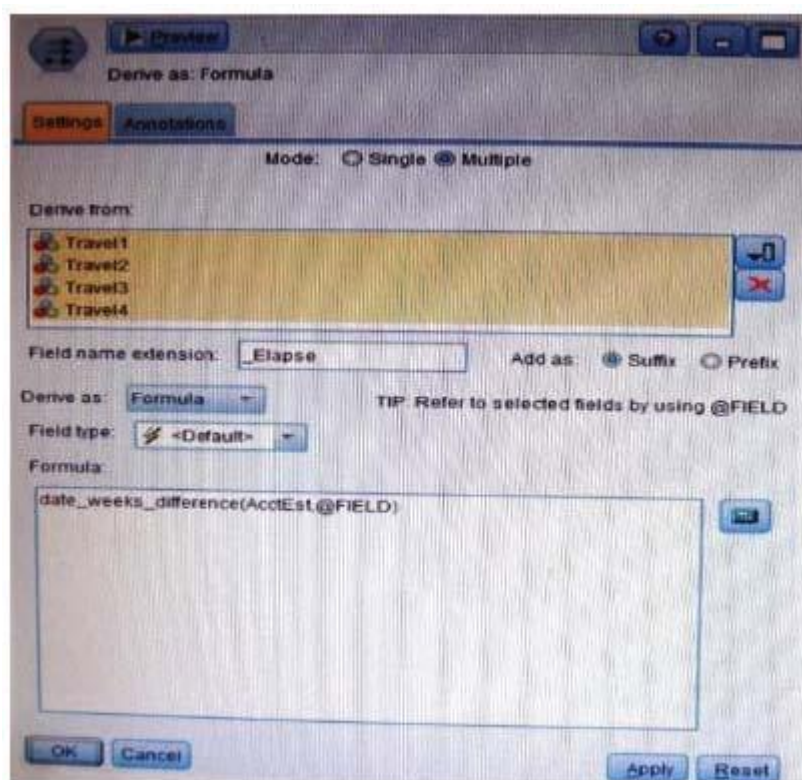 Preview
Derive as: Formula
Settings Annotations
Mode: Single Multiple
Derive from:
Travel1
Travel2
Travel3
Travel4
Field name extension: _Elapse Add as: Suffix Prefix
Derive as: Formula TIP: Refer to selected fields by using @FIELD
Field type: <Default>
Formula:
date_weeks_difference(AcctEst,@FIELD)
OK Cancel Apply Reset